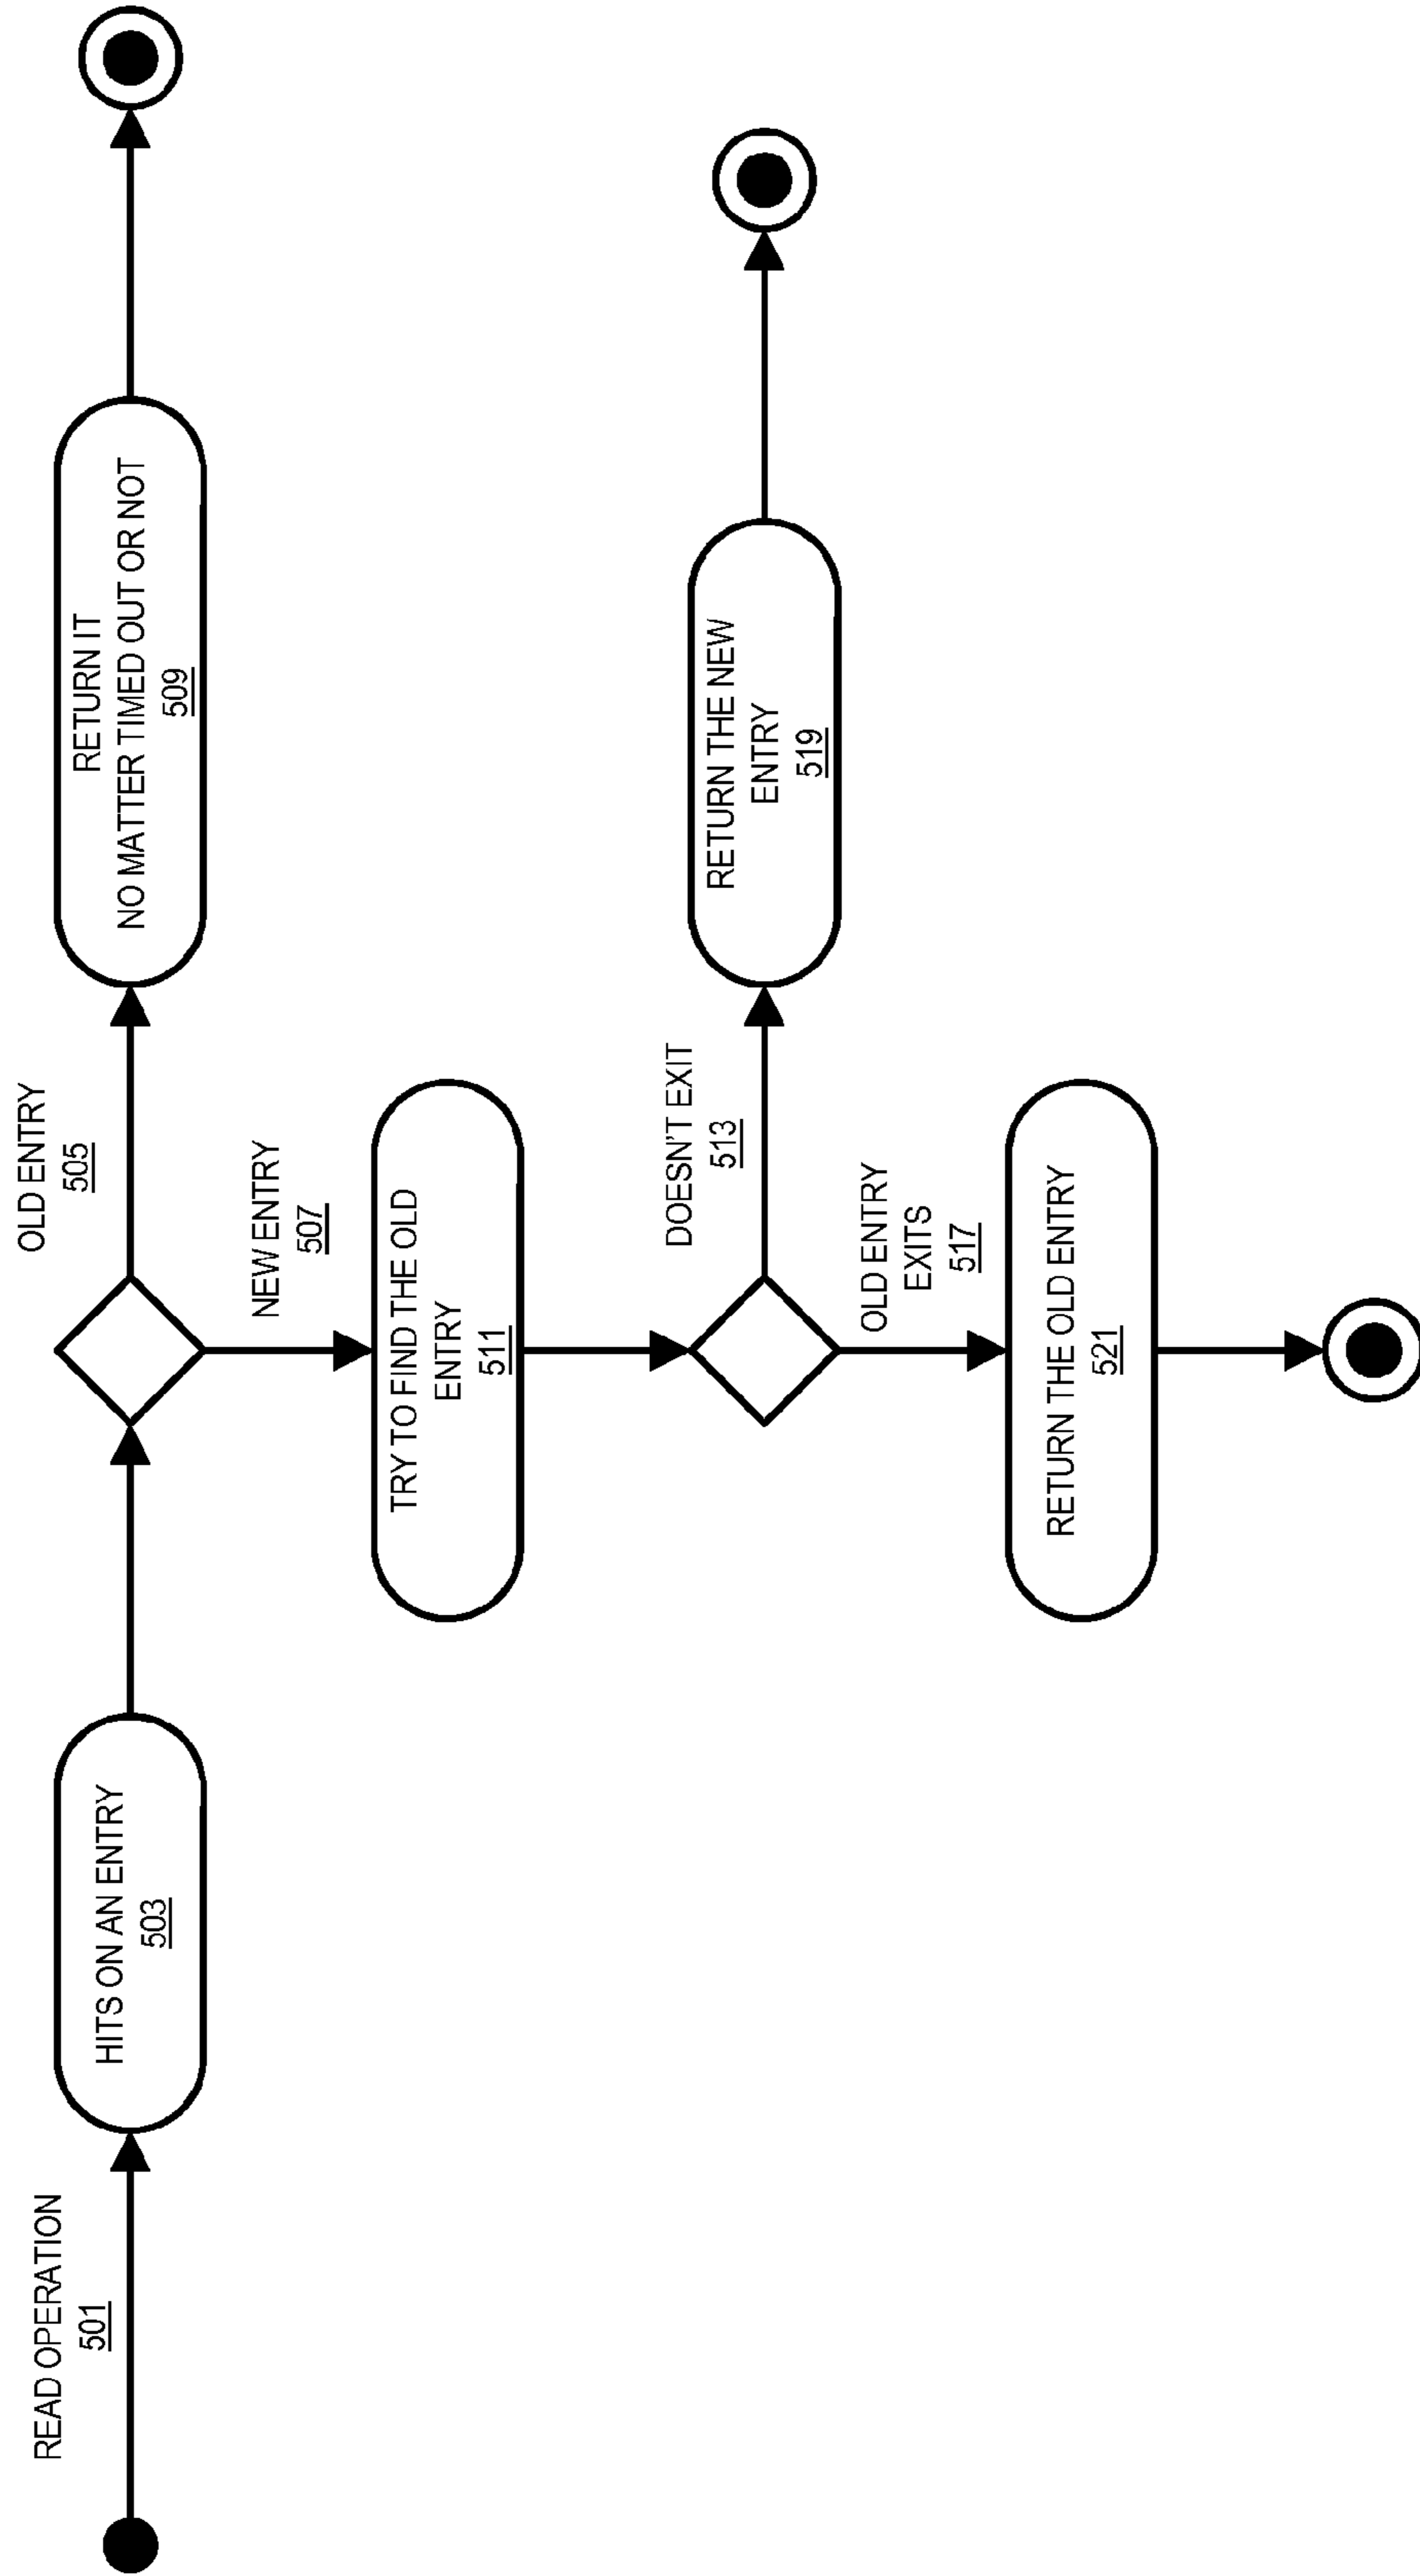 READ OPERATION
501
HITS ON AN ENTRY
503
OLD ENTRY
505
RETURN IT
NO MATTER TIMED OUT OR NOT
509
NEW ENTRY
507
TRY TO FIND THE OLD
ENTRY
511
DOESN'T EXIT
513
RETURN THE NEW
ENTRY
519
OLD ENTRY
EXITS
517
RETURN THE OLD ENTRY
521